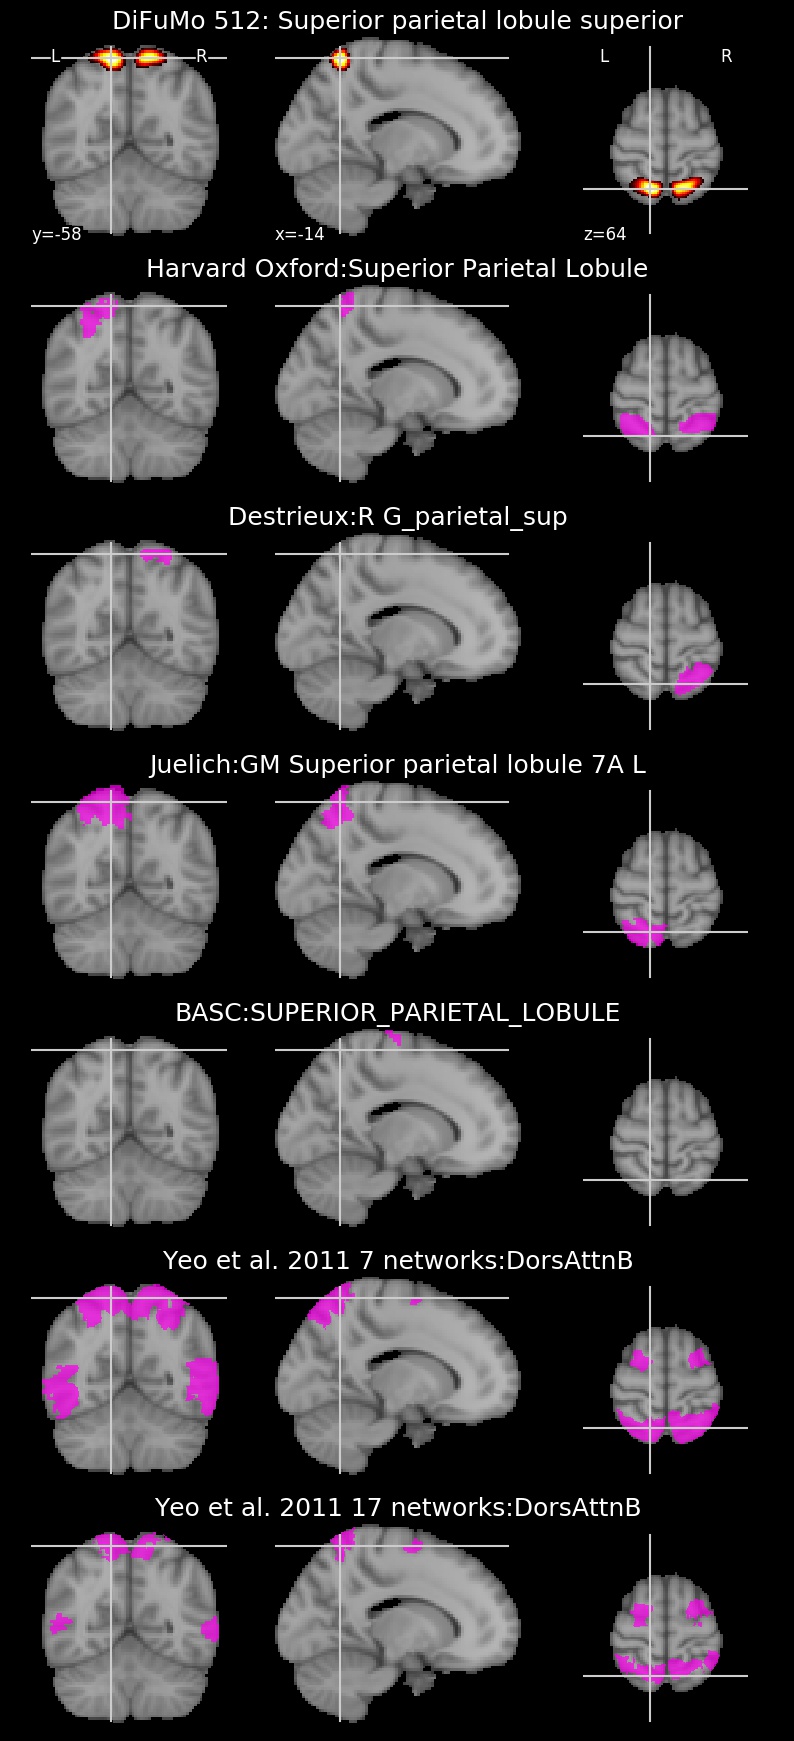 DiFuMo 512: Superior parietal lobule superior
L R L R
y=-58 x=-14 z=64
Harvard Oxford:Superior Parietal Lobule
Destrieux:R G_parietal_sup
Juelich:GM Superior parietal lobule 7A L
BASC:SUPERIOR_PARIETAL_LOBULE
Yeo et al. 2011 7 networks:DorsAttnB
Yeo et al. 2011 17 networks:DorsAttnB